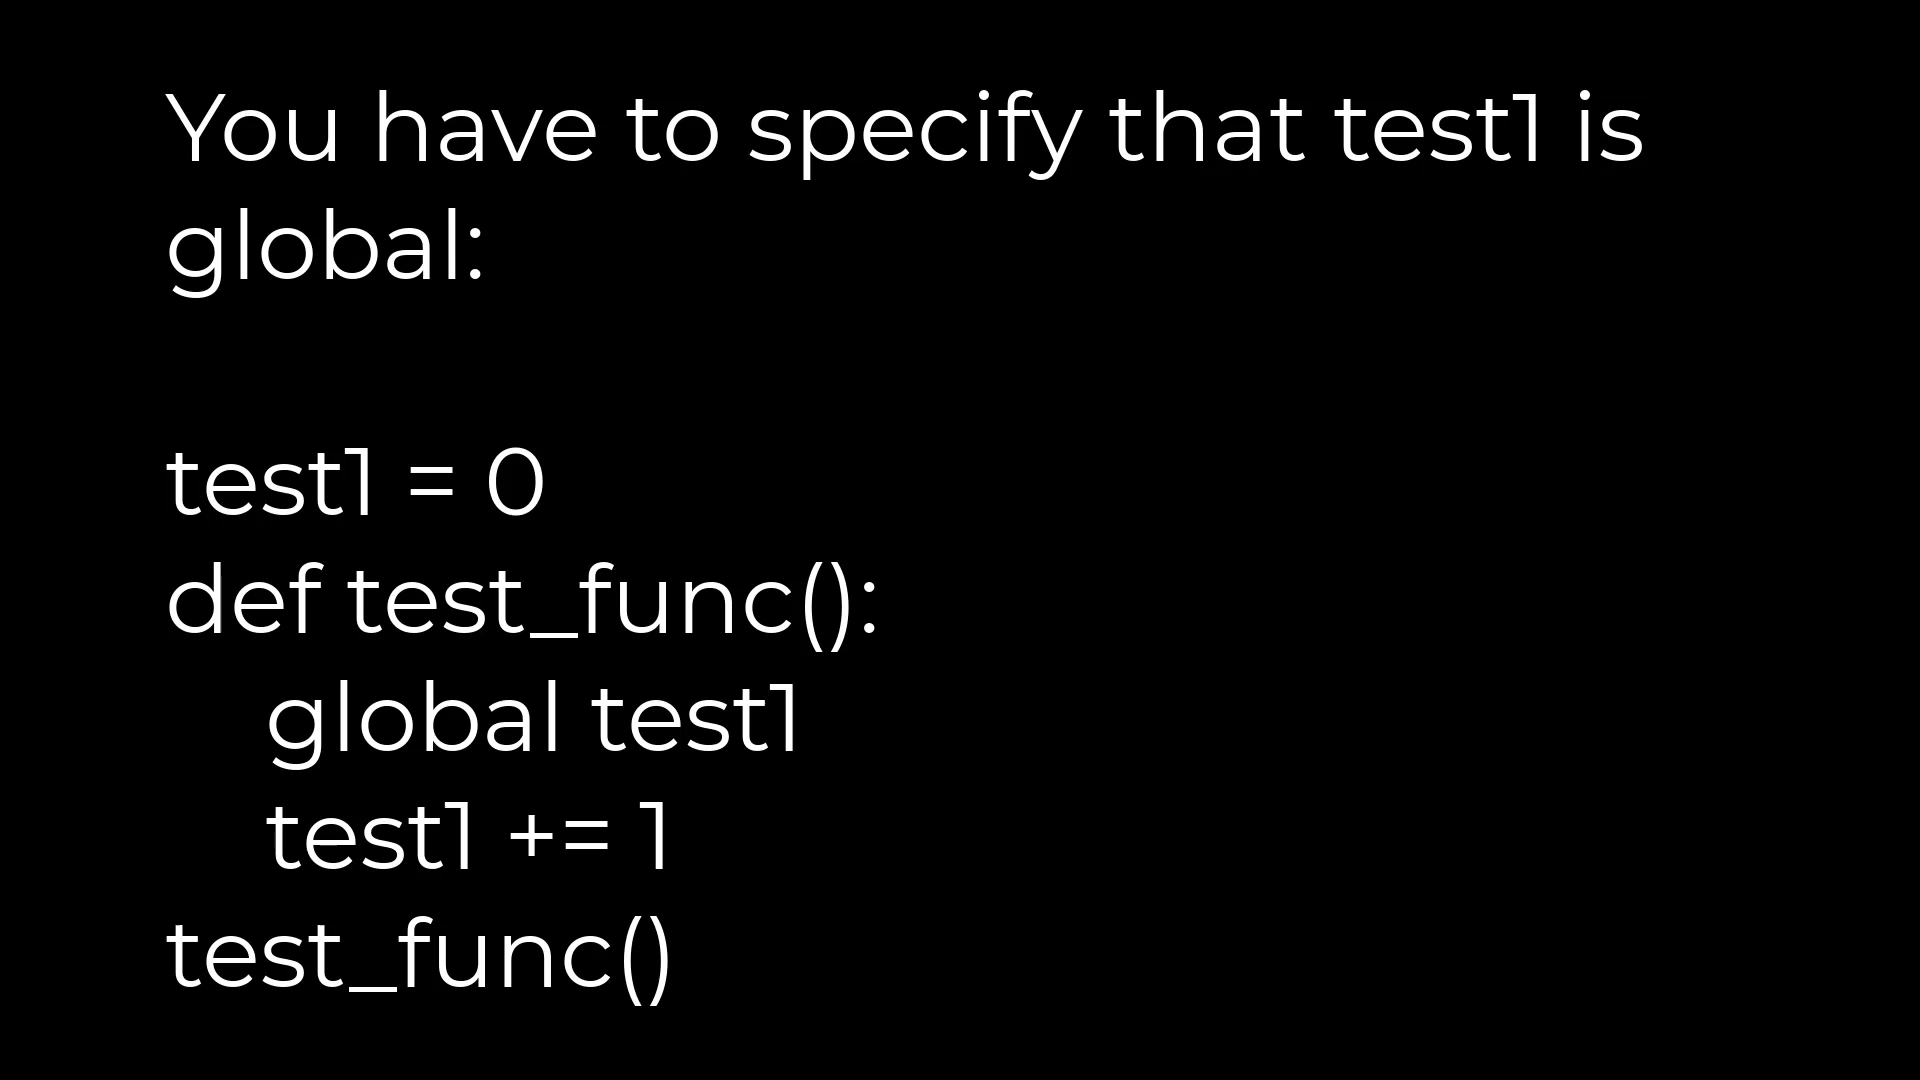 You have to specify that test1 is
global:
test1 = 0
def test_func():
    global test1
    test1 += 1
test_func()